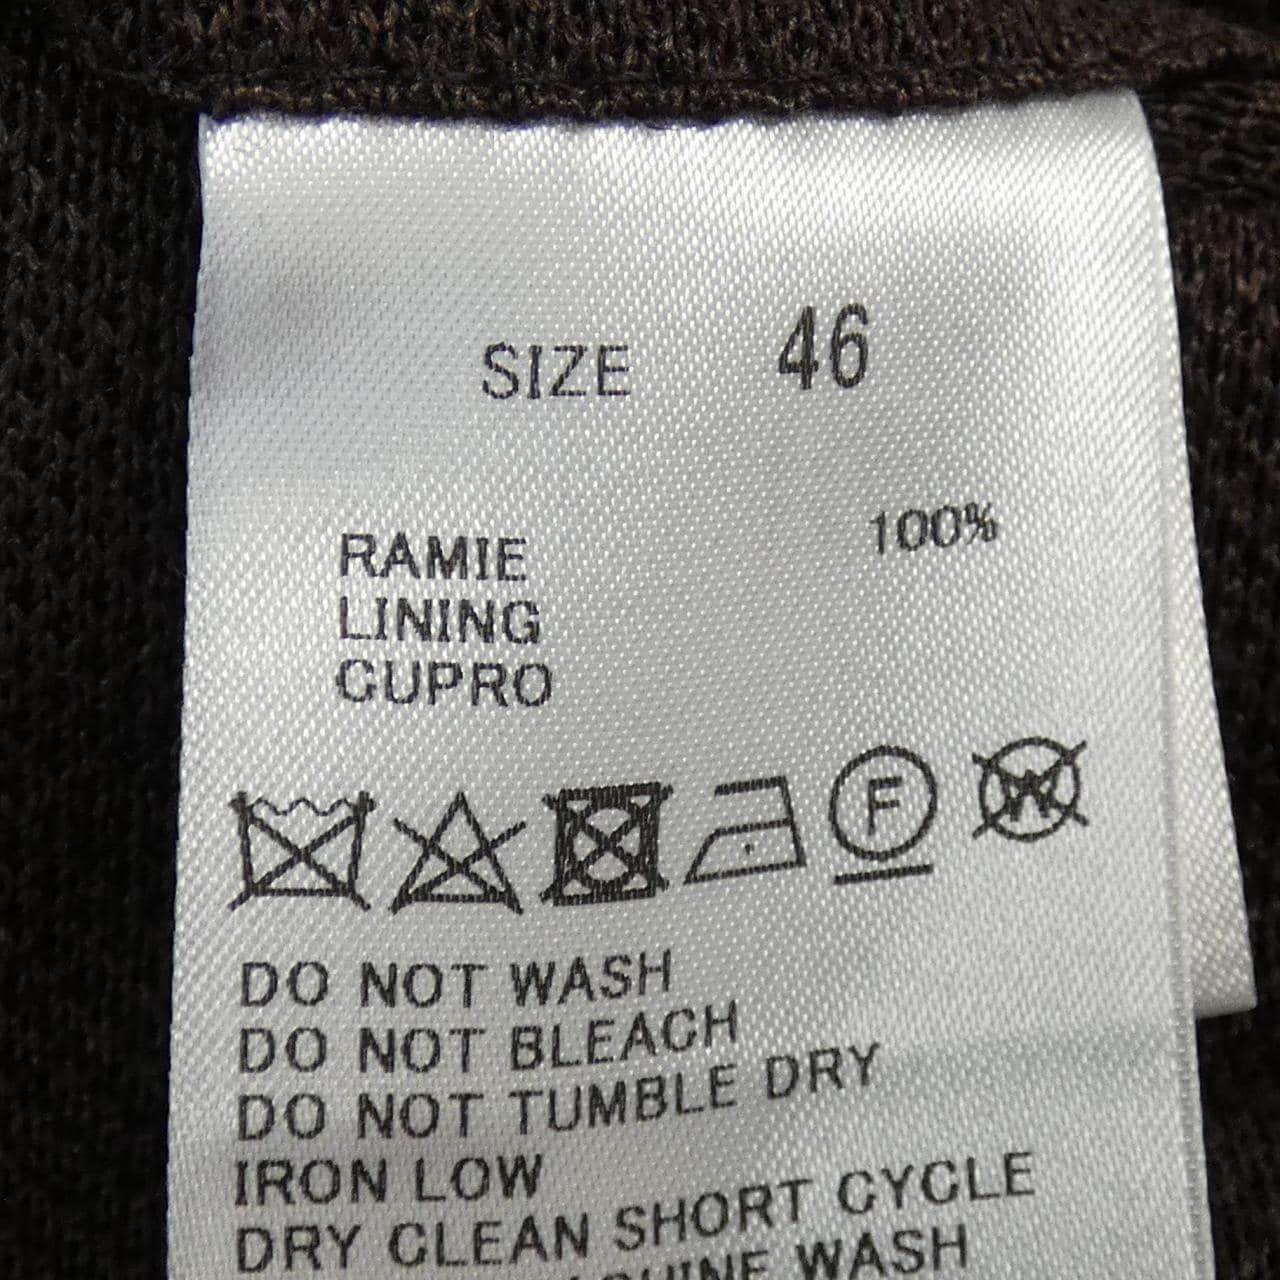 SIZE 46
RAMIE 100%
LINING
CUPRO
F
W
DO NOT WASH
DO NOT BLEACH
DO NOT TUMBLE DRY
IRON LOW
DRY CLEAN SHORT CYCLE
WASH